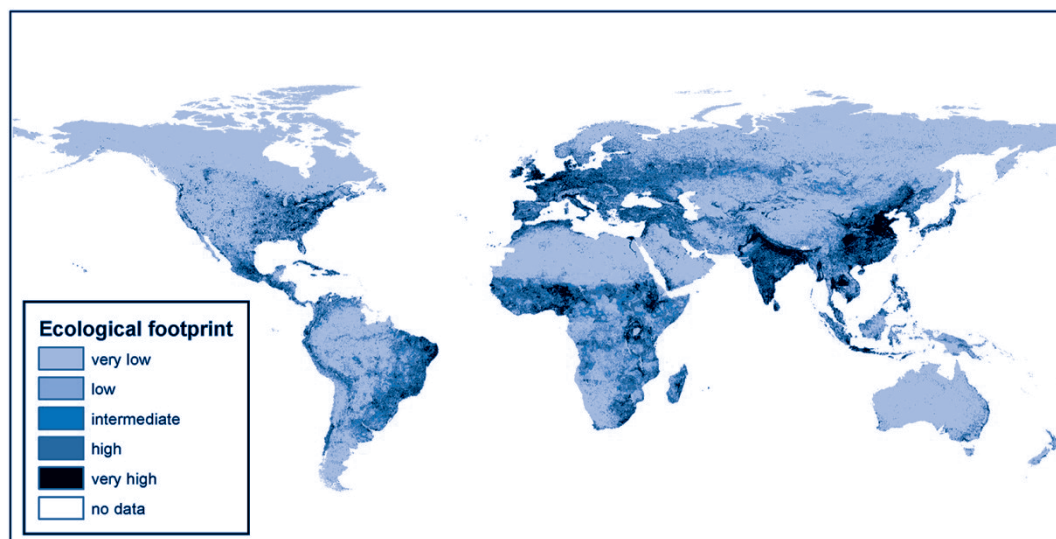 Ecological footprint
very low
low
intermediate
high
very high
no data